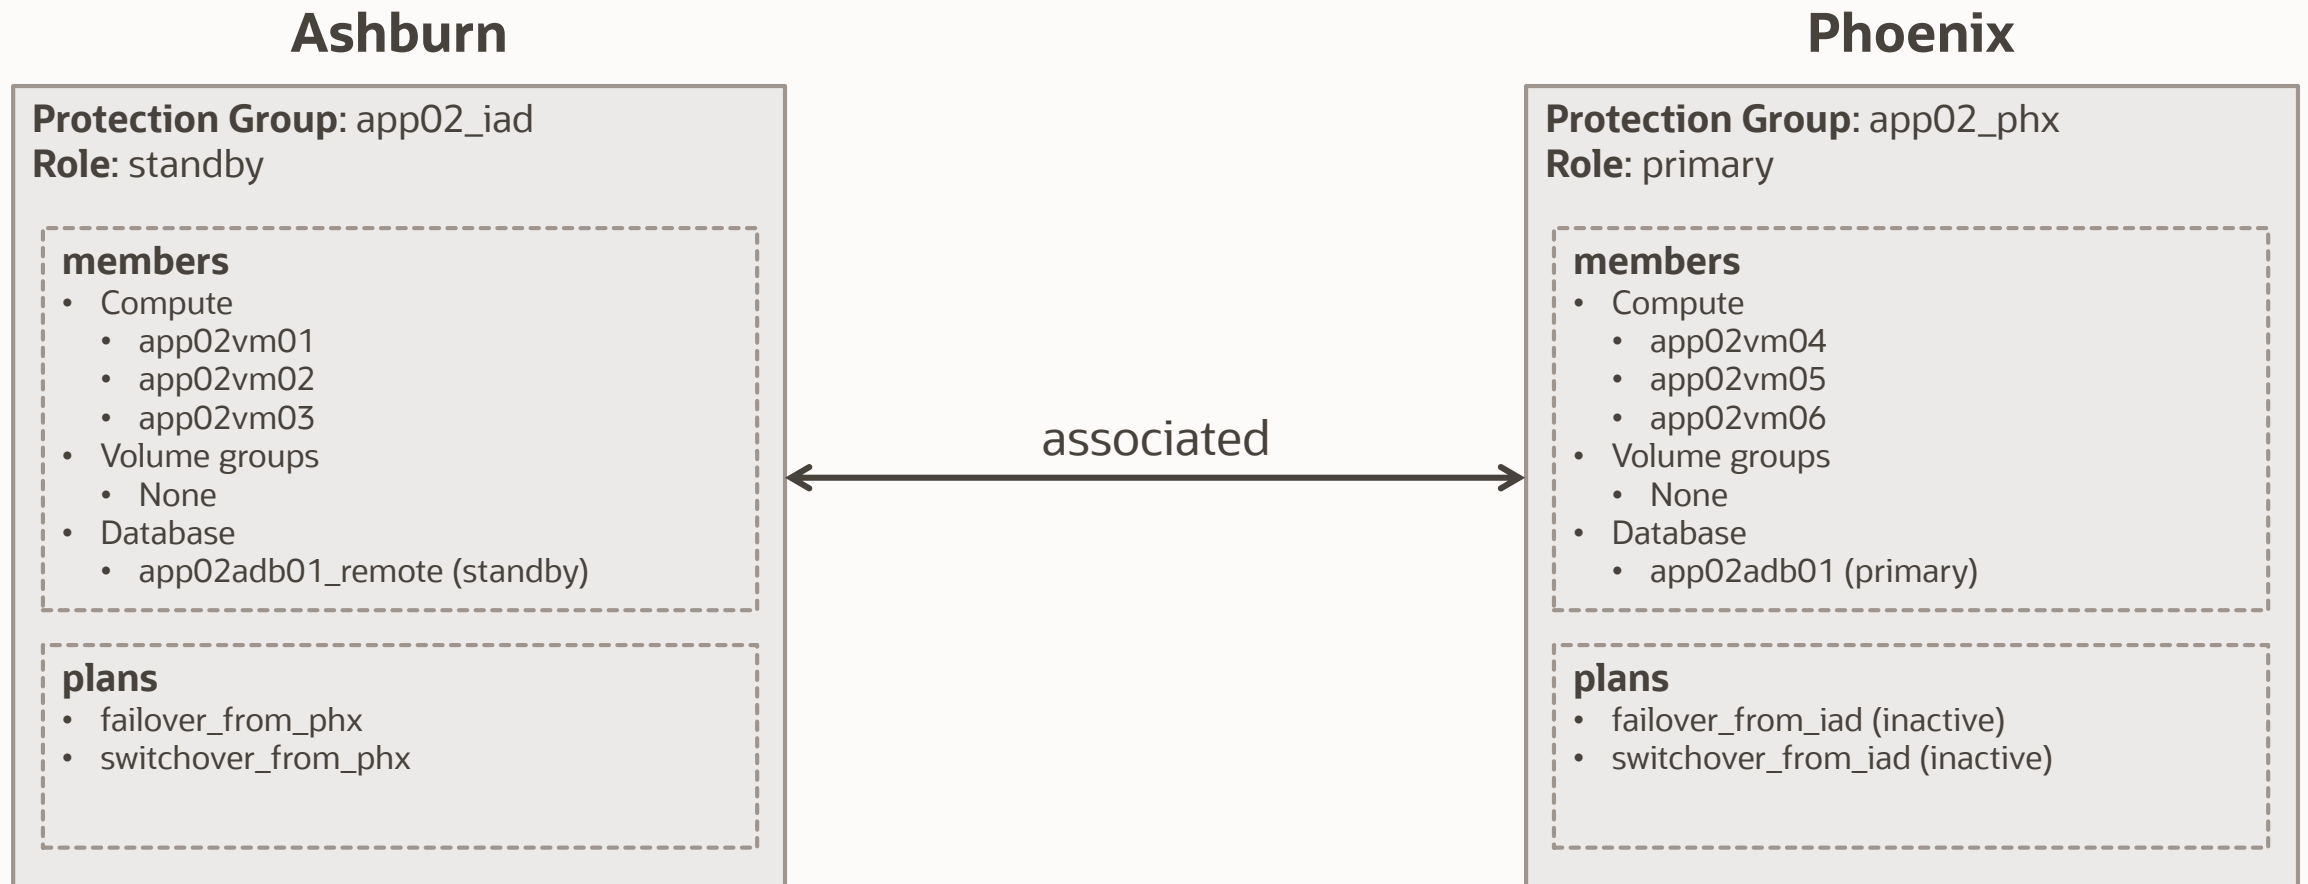 Ashburn
Protection Group: app02_iad
Role: standby
members
• Compute
• app02vm01
• app02vm02
• app02vm03
• Volume groups
• None
• Database
• app02adb01_remote (standby)
plans
• failover_from_phx
• switchover_from_phx
associated
Phoenix
Protection Group: app02_phx
Role: primary
members
• Compute
• app02vm04
• app02vm05
• app02vm06
• Volume groups
• None
• Database
• app02adb01 (primary)
plans
• failover_from_iad (inactive)
• switchover_from_iad (inactive)